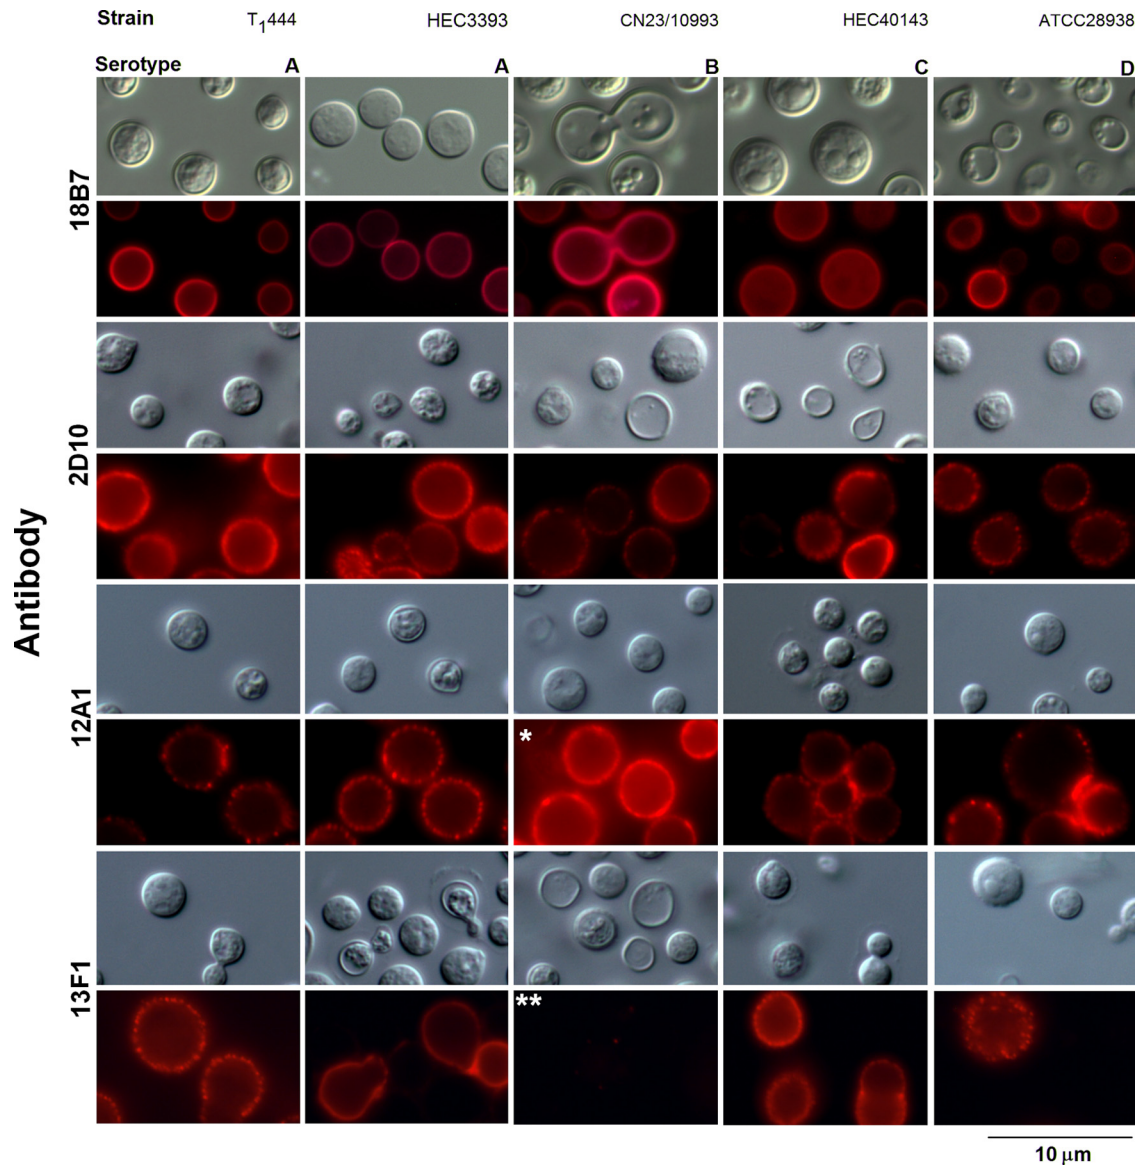 Strain T1444 HEC3393 CN23/10993 HEC40143 ATCC28938
Serotype A A B C D
Antibody
18B7
2D10
12A1
*
13F1
**
10 μm